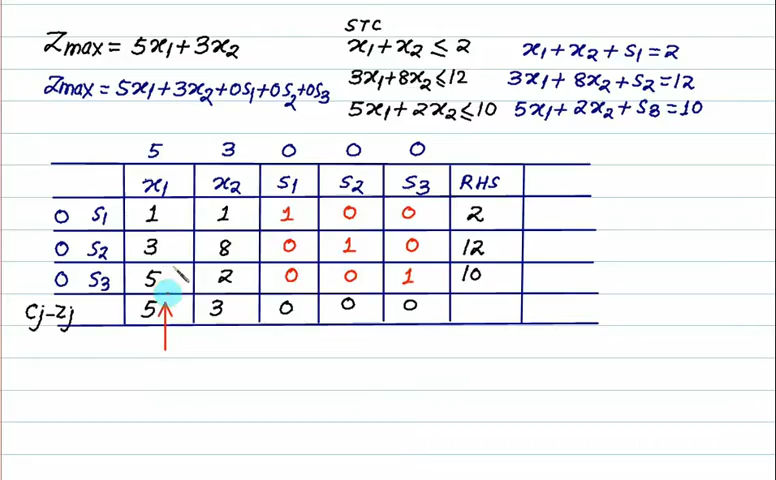 STC
Zmax = 5x1 + 3x2
x1 + x2 ≤ 2
x1 + x2 + S1 = 2
Zmax = 5x1 + 3x2 + 0S1 + 0S2 + 0S3
3x1 + 8x2 ≤ 12
3x1 + 8x2 + S2 = 12
5x1 + 2x2 ≤ 10
5x1 + 2x2 + S3 = 10
5 3 0 0 0
x1 x2 S1 S2 S3 RHS
0 S1 1 1 1 0 0 2
0 S2 3 8 0 1 0 12
0 S3 5 2 0 0 1 10
Cj-Zj 5 3 0 0 0